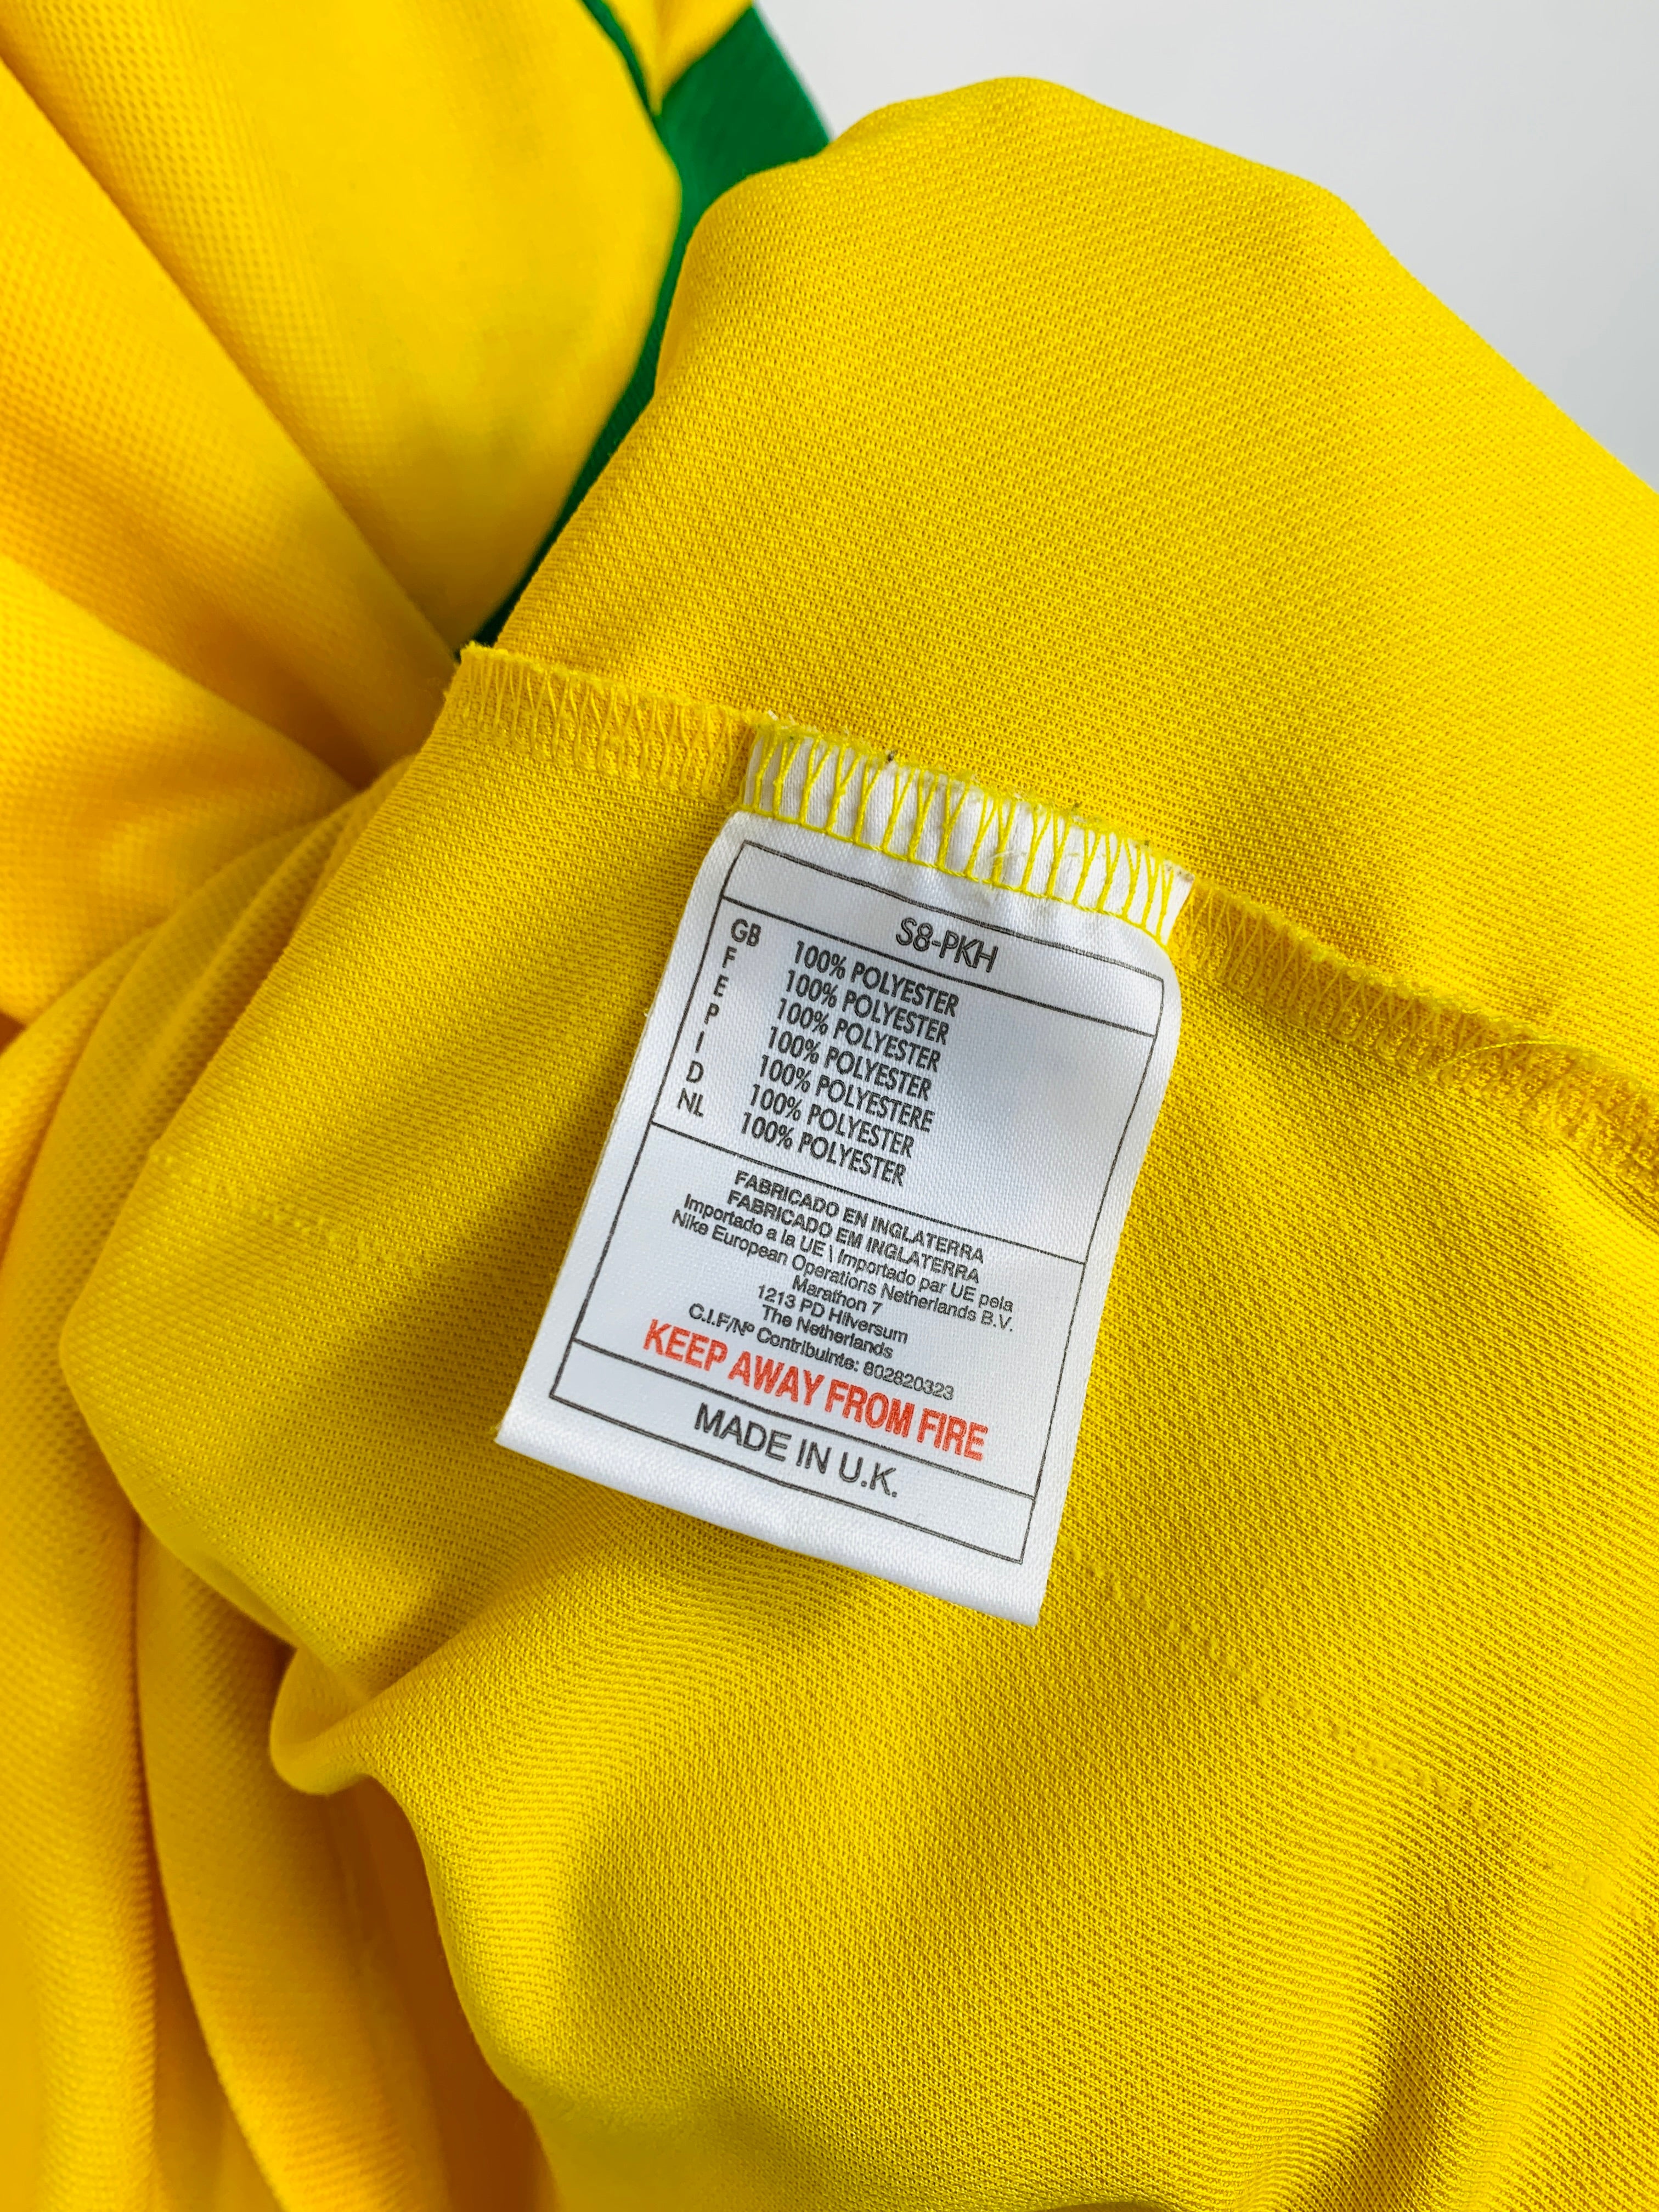 S8-PKH
GB 100% POLYESTER
F 100% POLYESTER
E 100% POLYESTER
P 100% POLYESTER
I 100% POLYESTERE
D 100% POLYESTER
NL 100% POLYESTER
FABRICADO EN INGLATERRA
FABRICADO EM INGLATERRA
Importado a la UE \ Importado par UE pela
Nike European Operations Netherlands B.V.
Marathon 7
1213 PD Hilversum
The Netherlands
C.I.F/Nº Contribuinte: 802820323
KEEP AWAY FROM FIRE
MADE IN U.K.